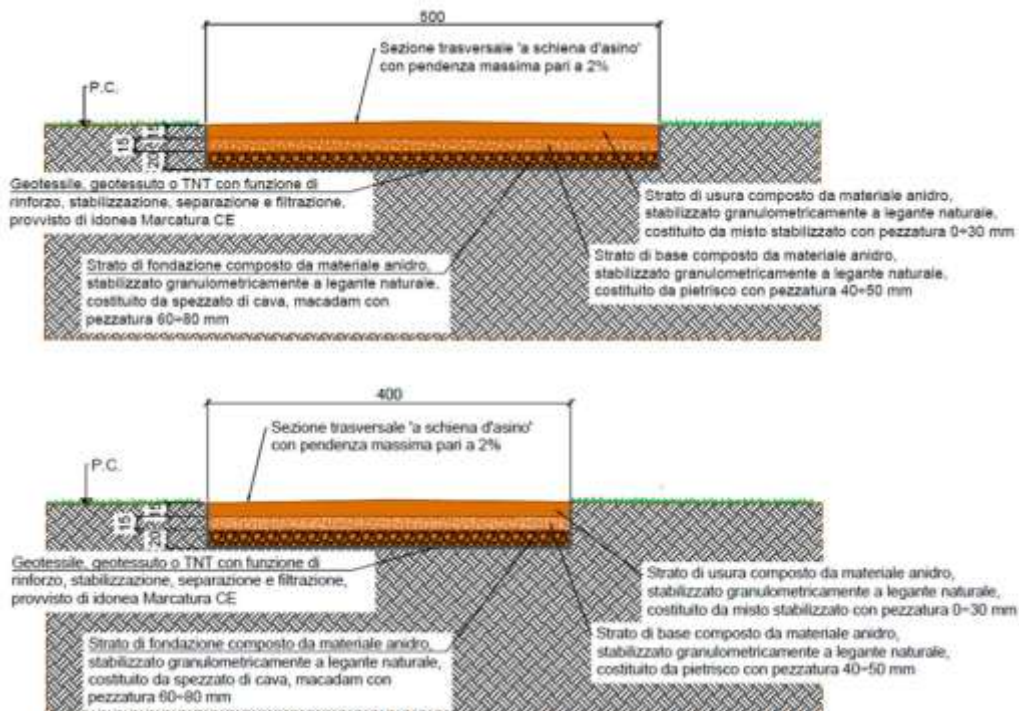 500
Sezione trasversale 'a schiena d'asino'
con pendenza massima pari a 2%
P.C.
15
15
20
Geotessile, geotessuto o TNT con funzione di
rinforzo, stabilizzazione, separazione e filtrazione,
provvisto di idonea Marcatura CE
Strato di usura composto da materiale anidro,
stabilizzato granulometricamente a legante naturale,
costituito da misto stabilizzato con pezzatura 0÷30 mm
Strato di base composto da materiale anidro,
stabilizzato granulometricamente a legante naturale,
costituito da pietrisco con pezzatura 40÷50 mm
Strato di fondazione composto da materiale anidro,
stabilizzato granulometricamente a legante naturale,
costituito da spezzato di cava, macadam con
pezzatura 60÷80 mm
400
Sezione trasversale 'a schiena d'asino'
con pendenza massima pari a 2%
P.C.
15
15
20
Geotessile, geotessuto o TNT con funzione di
rinforzo, stabilizzazione, separazione e filtrazione,
provvisto di idonea Marcatura CE
Strato di usura composto da materiale anidro,
stabilizzato granulometricamente a legante naturale,
costituito da misto stabilizzato con pezzatura 0÷30 mm
Strato di base composto da materiale anidro,
stabilizzato granulometricamente a legante naturale,
costituito da pietrisco con pezzatura 40÷50 mm
Strato di fondazione composto da materiale anidro,
stabilizzato granulometricamente a legante naturale,
costituito da spezzato di cava, macadam con
pezzatura 60÷80 mm